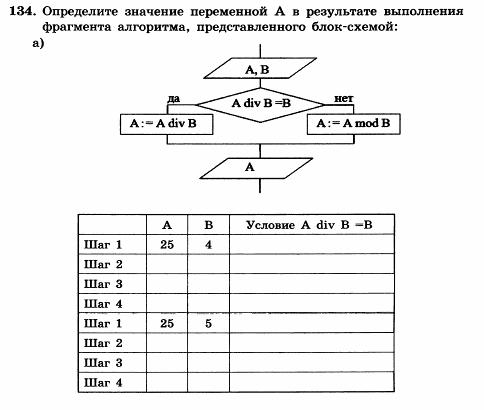 134. Определите значение переменной А в результате выполнения
фрагмента алгоритма, представленного блок-схемой:
а)
A, B
да
A div B =B
нет
A := A div B
A := A mod B
A
А В Условие A div B =B
Шаг 1 25 4
Шаг 2
Шаг 3
Шаг 4
Шаг 1 25 5
Шаг 2
Шаг 3
Шаг 4